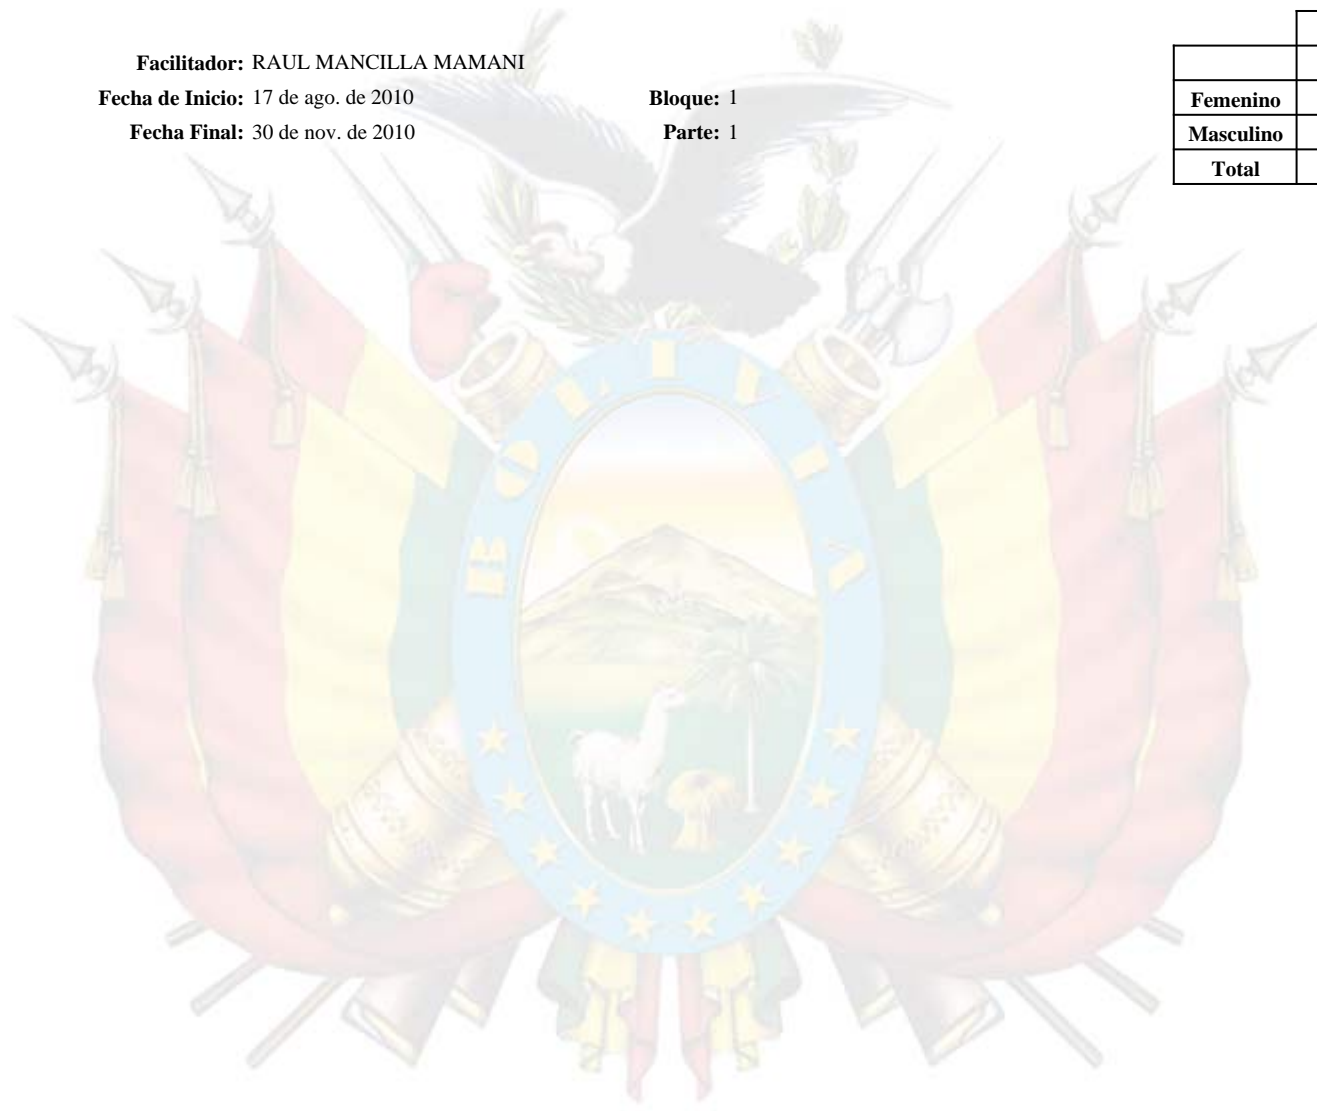 Facilitador: RAUL MANCILLA MAMANI
Fecha de Inicio: 17 de ago. de 2010 Bloque: 1
Fecha Final: 30 de nov. de 2010 Parte: 1
Femenino
Masculino
Total
BOLIVIA